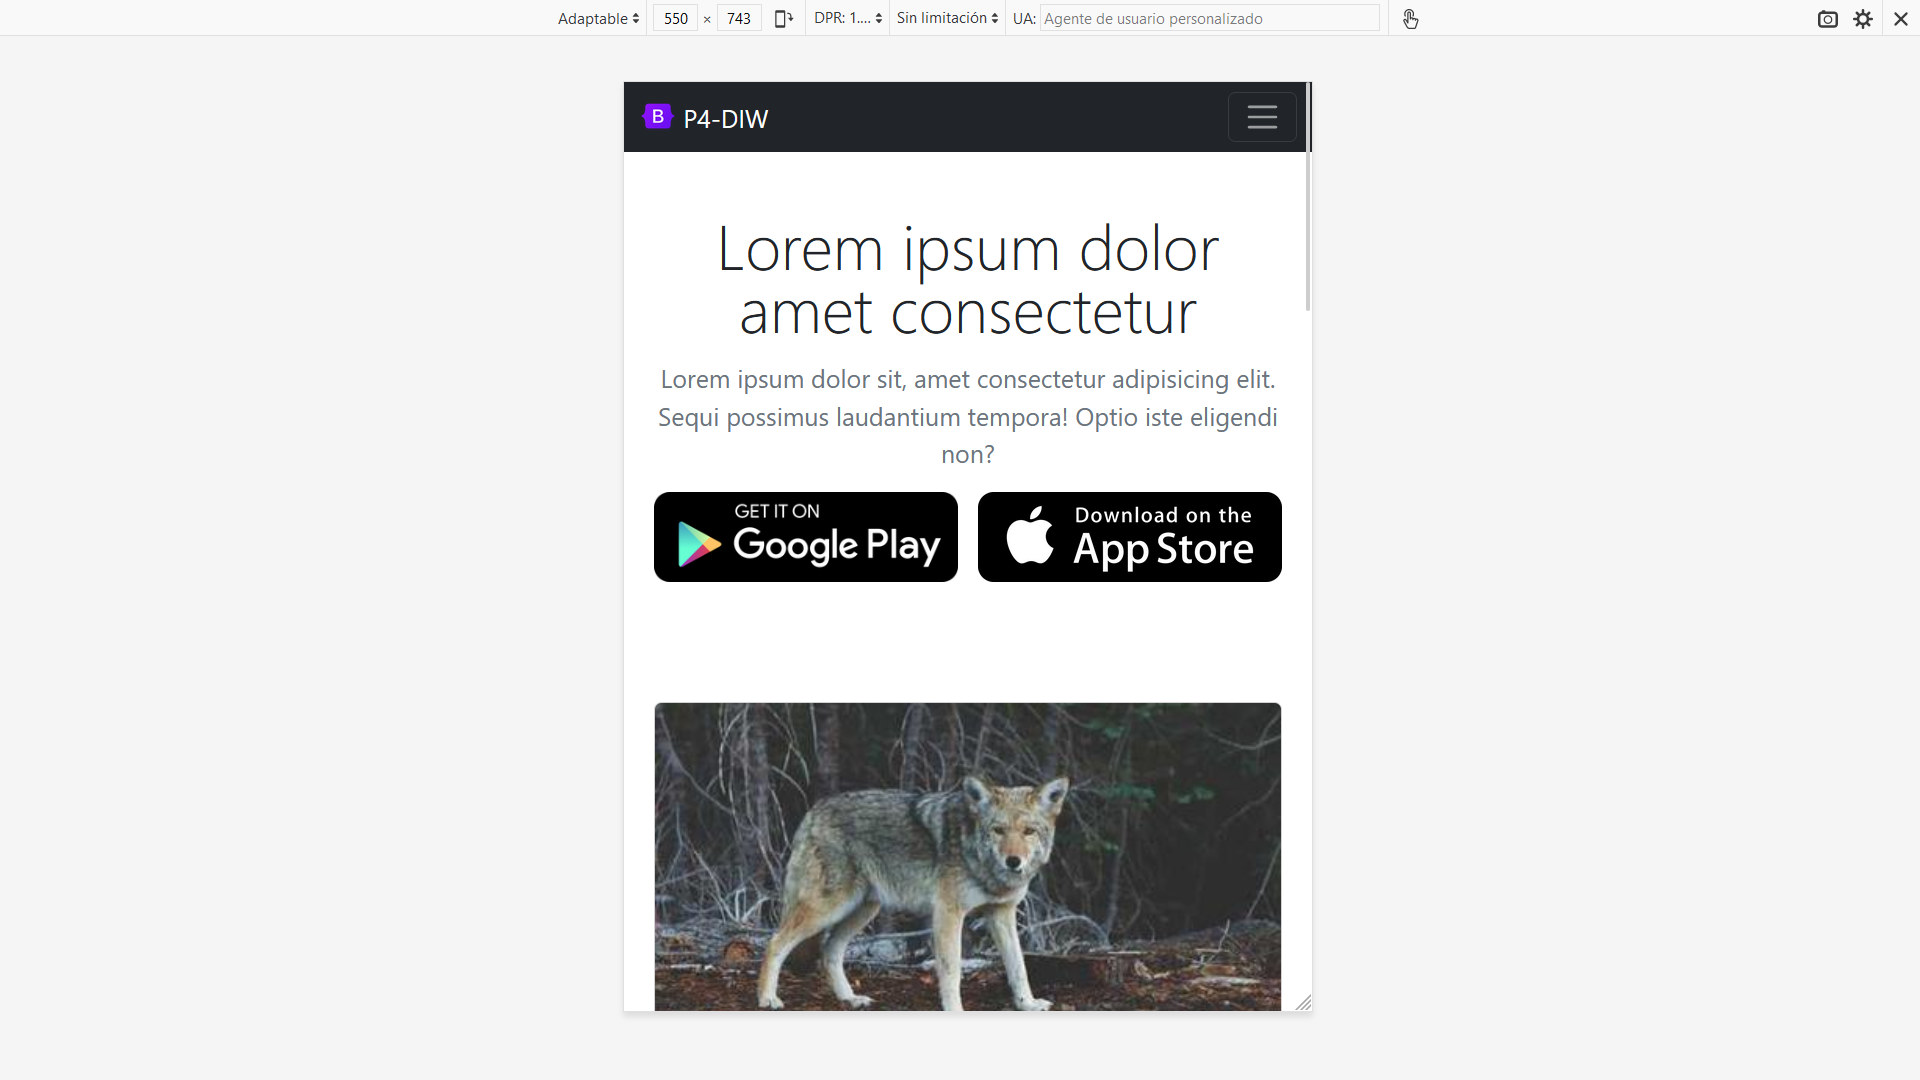 Adaptable 550 × 743 DPR: 1.... Sin limitación UA: Agente de usuario personalizado
B P4-DIW
Lorem ipsum dolor
amet consectetur
Lorem ipsum dolor sit, amet consectetur adipisicing elit.
Sequi possimus laudantium tempora! Optio iste eligendi
non?
GET IT ON
Google Play
Download on the
App Store